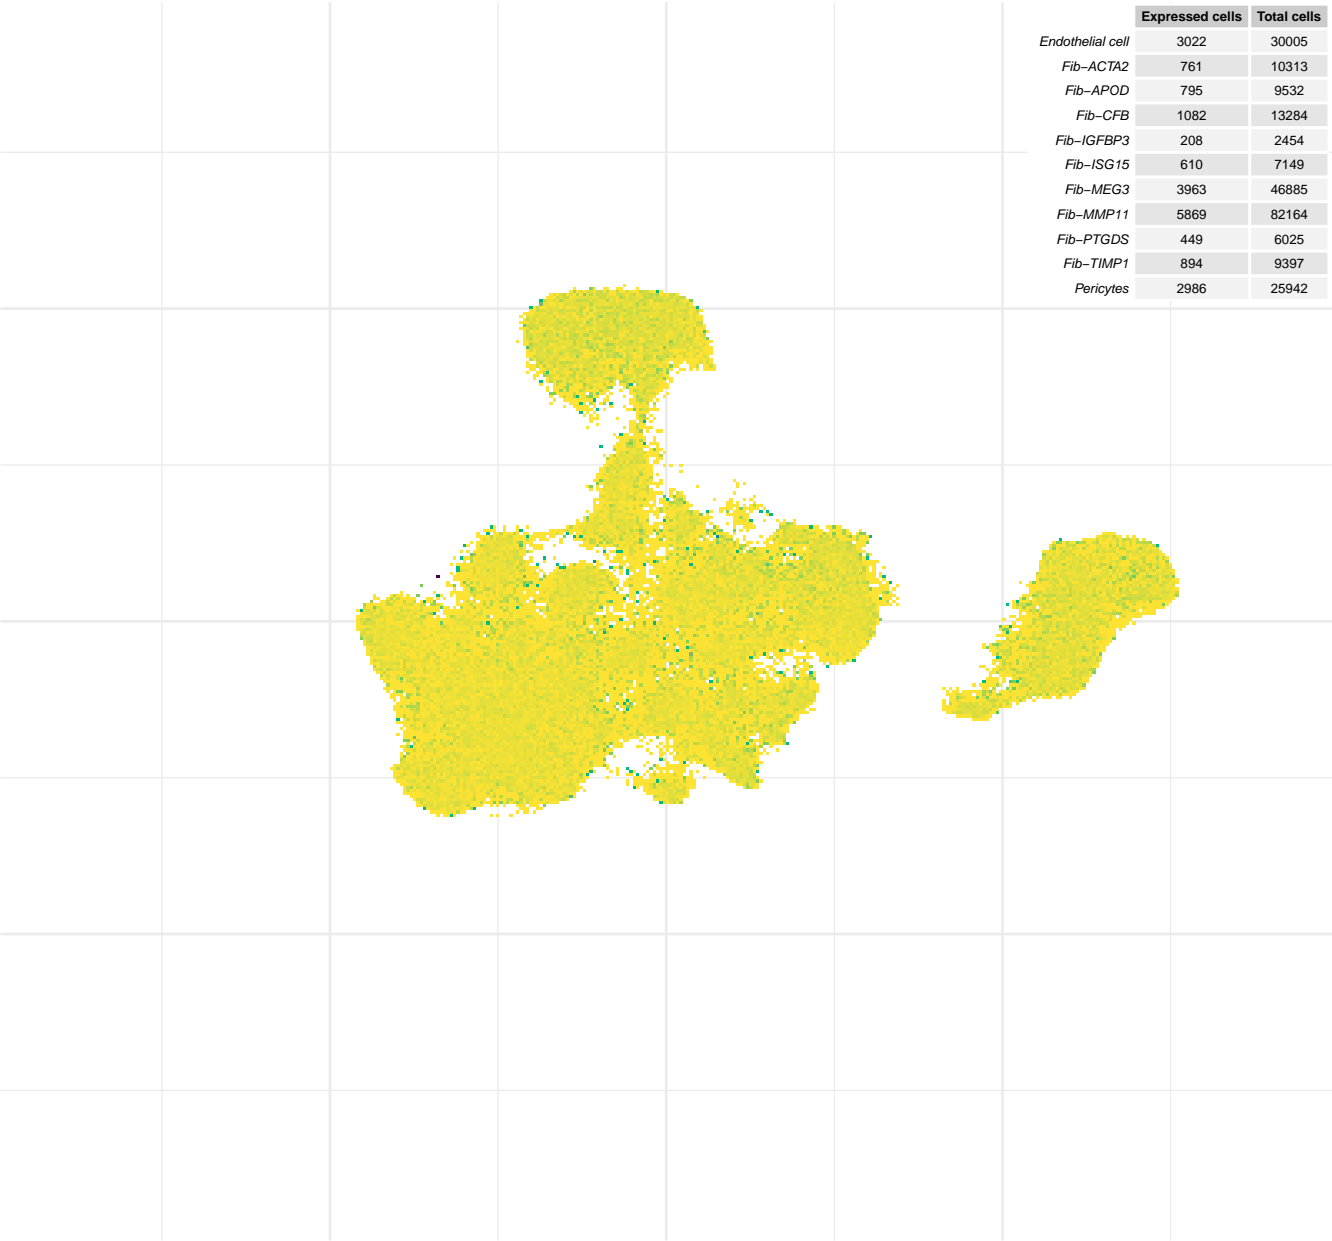 Expressed cells Total cells
Endothelial cell 3022 30005
Fib−ACTA2 761 10313
Fib−APOD 795 9532
Fib−CFB 1082 13284
Fib−IGFBP3 208 2454
Fib−ISG15 610 7149
Fib−MEG3 3963 46885
Fib−MMP11 5869 82164
Fib−PTGDS 449 6025
Fib−TIMP1 894 9397
Pericytes 2986 25942